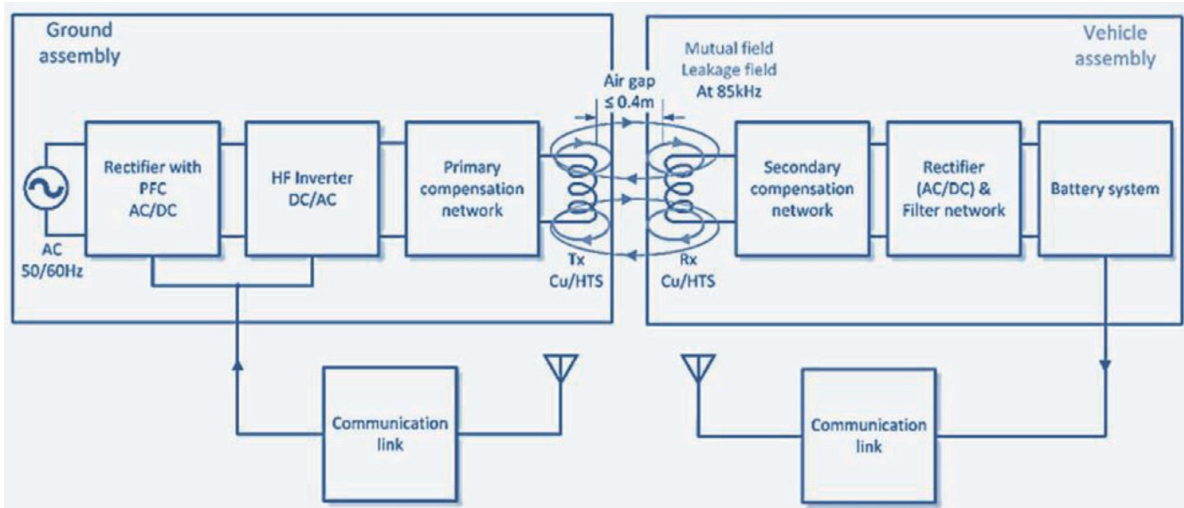 Ground
assembly
Vehicle
assembly
Mutual field
Leakage field
At 85kHz
Air gap
≤ 0.4m
Rectifier with
PFC
AC/DC
HF Inverter
DC/AC
Primary
compensation
network
Secondary
compensation
network
Rectifier
(AC/DC) &
Filter network
Battery system
AC
50/60Hz
Tx
Cu/HTS
Rx
Cu/HTS
Communication
link
Communication
link